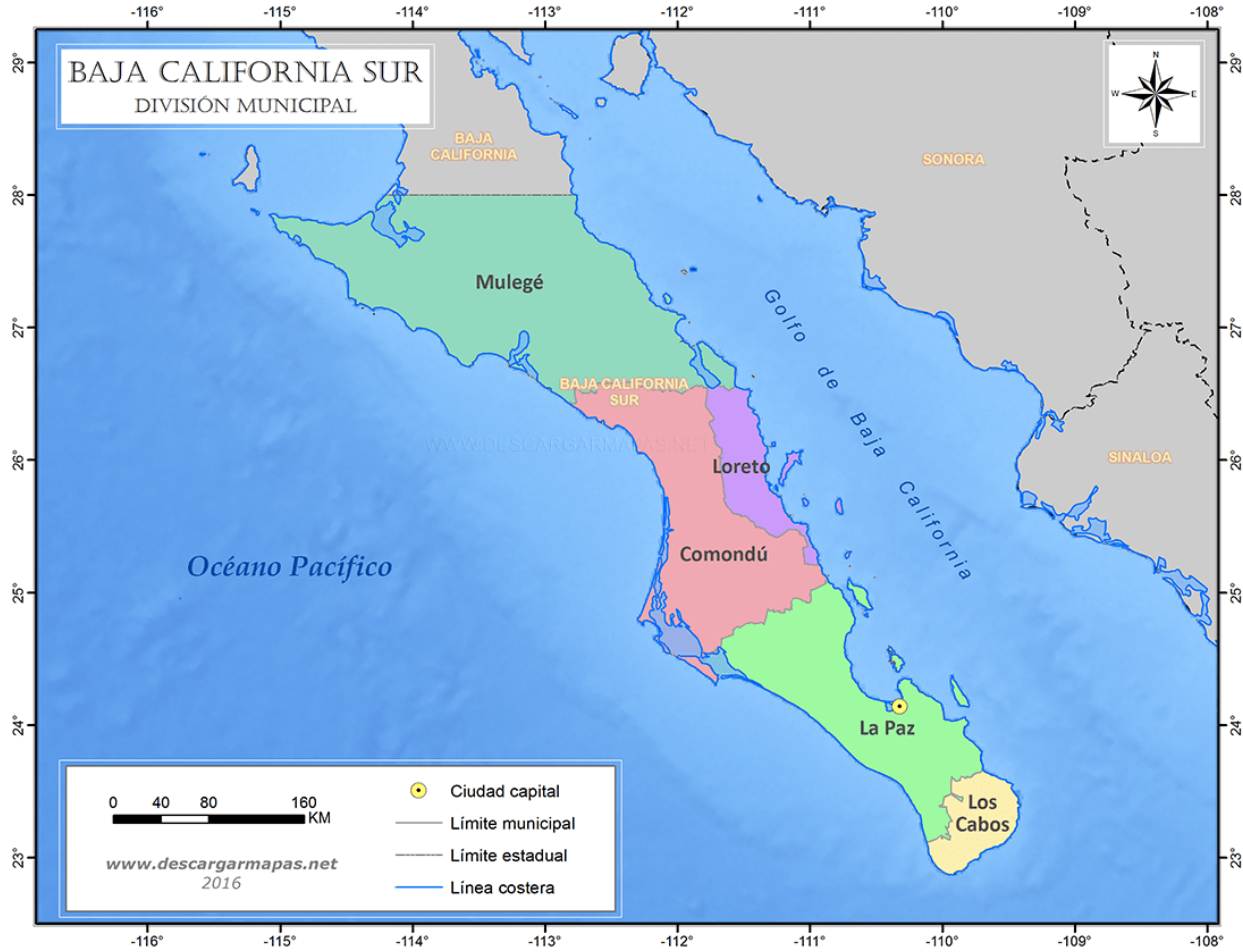 -116°
-115°
-114°
-113°
-112°
-111°
-110°
-109°
-108°
BAJA CALIFORNIA SUR
DIVISIÓN MUNICIPAL
N
W
E
S
29°
29°
BAJA
CALIFORNIA
SONORA
28°
28°
Mulegé
27°
27°
Golfo de Baja California
BAJA CALIFORNIA
SUR
WWW.DESCARGARMAPAS.NET
26°
26°
Loreto
SINALOA
Comondú
Océano Pacífico
25°
25°
24°
24°
La Paz
Los
Cabos
23°
23°
0 40 80 160
KM
www.descargarmapas.net
2016
Ciudad capital
Límite municipal
Límite estadual
Línea costera
-116°
-115°
-114°
-113°
-112°
-111°
-110°
-109°
-108°